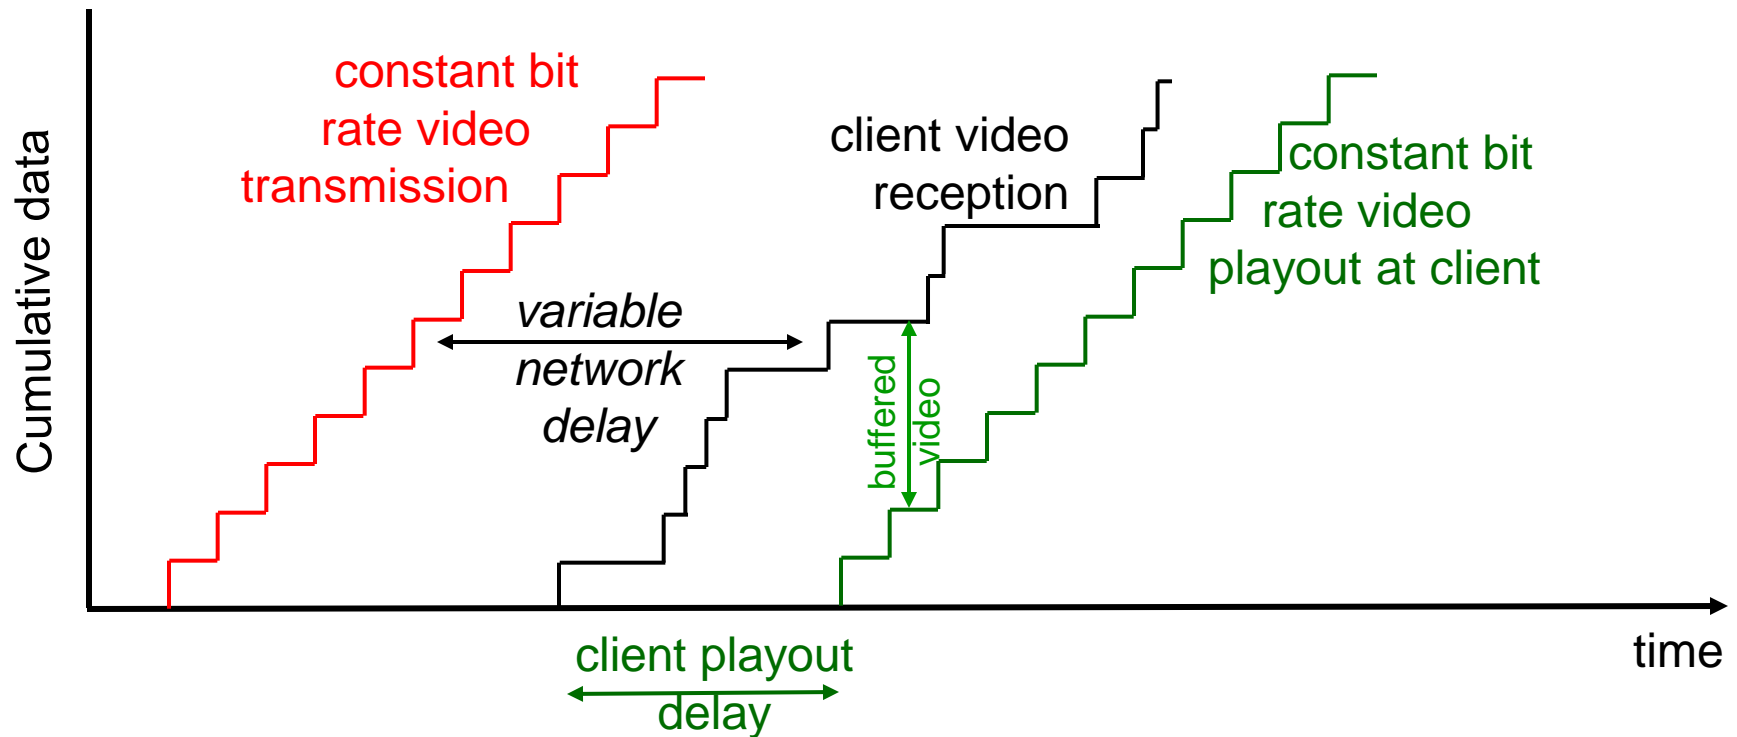 constant bit
rate video
transmission
client video
reception
constant bit
rate video
playout at client
variable
network
delay
buffered
video
Cumulative data
client playout
delay
time